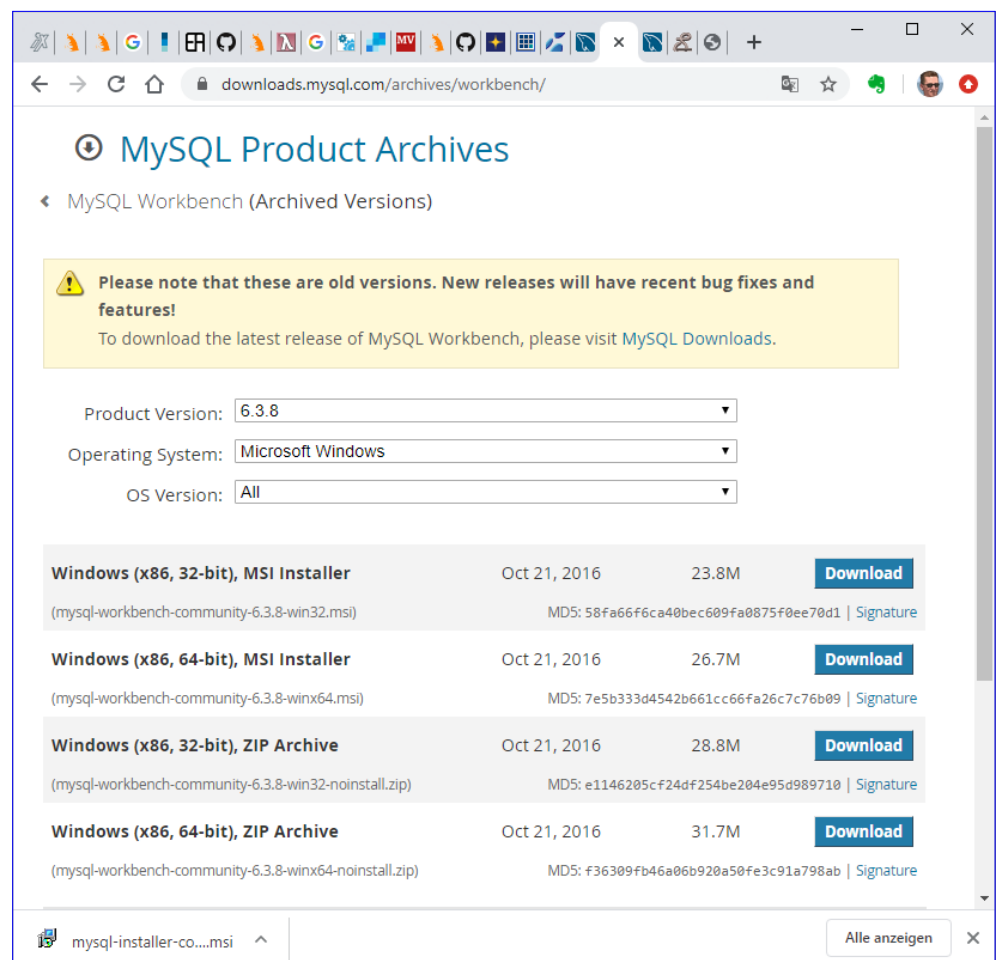 G
MV
downloads.mysql.com/archives/workbench/
MySQL Product Archives
MySQL Workbench (Archived Versions)
Please note that these are old versions. New releases will have recent bug fixes and
features!
To download the latest release of MySQL Workbench, please visit MySQL Downloads.
Product Version: 6.3.8
Operating System: Microsoft Windows
OS Version: All
Windows (x86, 32-bit), MSI Installer Oct 21, 2016 23.8M Download
(mysql-workbench-community-6.3.8-win32.msi) MD5: 58fa66f6ca40bec609fa0875f0ee70d1 | Signature
Windows (x86, 64-bit), MSI Installer Oct 21, 2016 26.7M Download
(mysql-workbench-community-6.3.8-winx64.msi) MD5: 7e5b333d4542b661cc66fa26c7c76b09 | Signature
Windows (x86, 32-bit), ZIP Archive Oct 21, 2016 28.8M Download
(mysql-workbench-community-6.3.8-win32-noinstall.zip) MD5: e1146205cf24df254be204e95d989710 | Signature
Windows (x86, 64-bit), ZIP Archive Oct 21, 2016 31.7M Download
(mysql-workbench-community-6.3.8-winx64-noinstall.zip) MD5: f36309fb46a06b920a50fe3c91a798ab | Signature
mysql-installer-co....msi Alle anzeigen